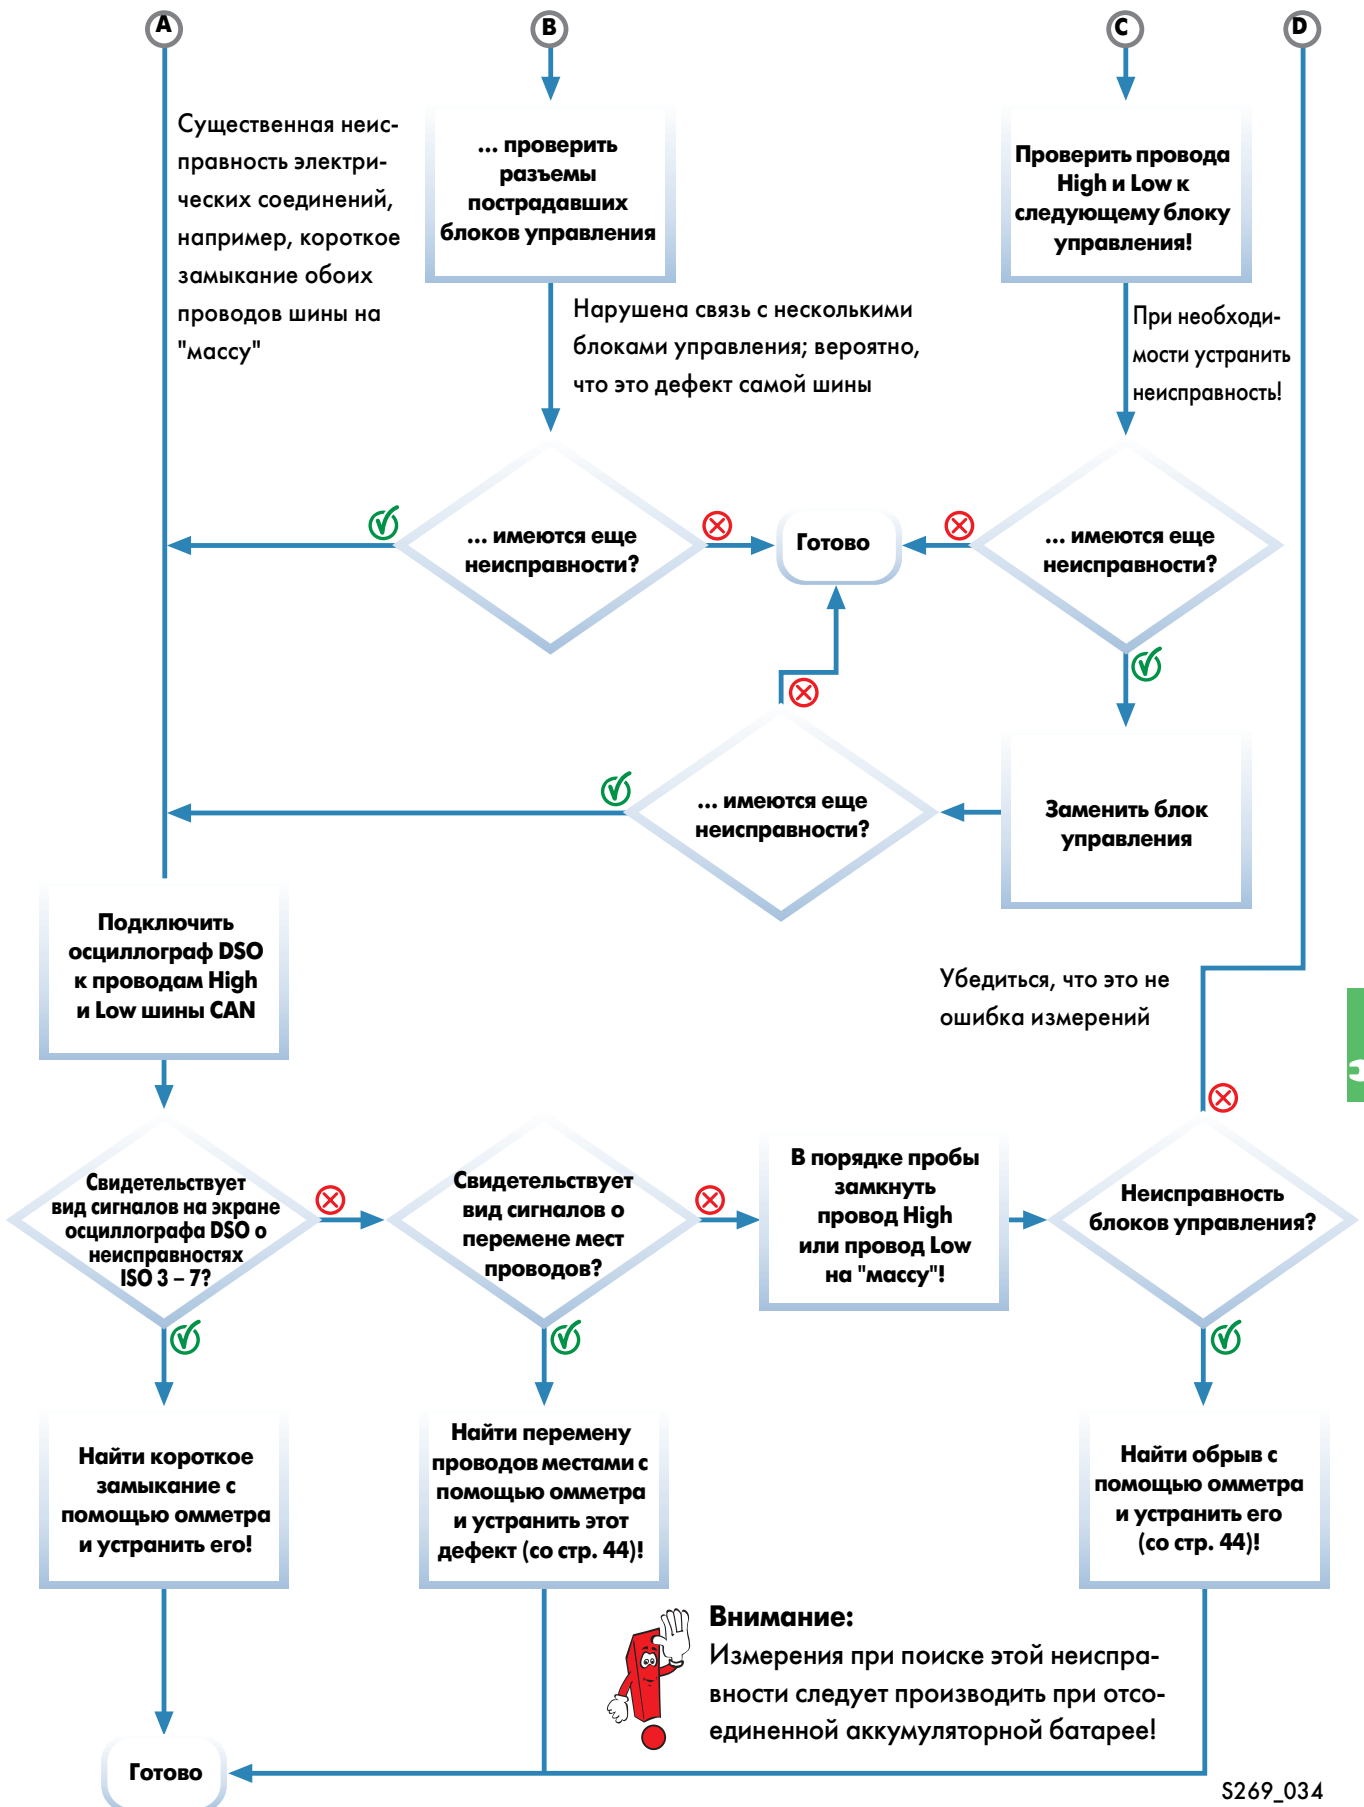 A
B
C
D
Существенная неис-
правность электри-
ческих соединений,
например, короткое
замыкание обоих
проводов шины на
"массу"
... проверить
разъемы
пострадавших
блоков управления
Проверить провода
High и Low к
следующему блоку
управления!
Нарушена связь с несколькими
блоками управления; вероятно,
что это дефект самой шины
При необходи-
мости устранить
неисправность!
... имеются еще
неисправности?
Готово
... имеются еще
неисправности?
... имеются еще
неисправности?
Заменить блок
управления
Подключить
осциллограф DSO
к проводам High
и Low шины CAN
Убедиться, что это не
ошибка измерений
Свидетельствует
вид сигналов на экране
осциллографа DSO о
неисправностях
ISO 3 – 7?
Свидетельствует
вид сигналов о
перемене мест
проводов?
В порядке пробы
замкнуть
провод High
или провод Low
на "массу"!
Неисправность
блоков управления?
Найти короткое
замыкание с
помощью омметра
и устранить его!
Найти перемену
проводов местами с
помощью омметра
и устранить этот
дефект (со стр. 44)!
Найти обрыв с
помощью омметра
и устранить его
(со стр. 44)!
Внимание:
Измерения при поиске этой неиспра-
вности следует производить при отсо-
единенной аккумуляторной батарее!
Готово
S269_034